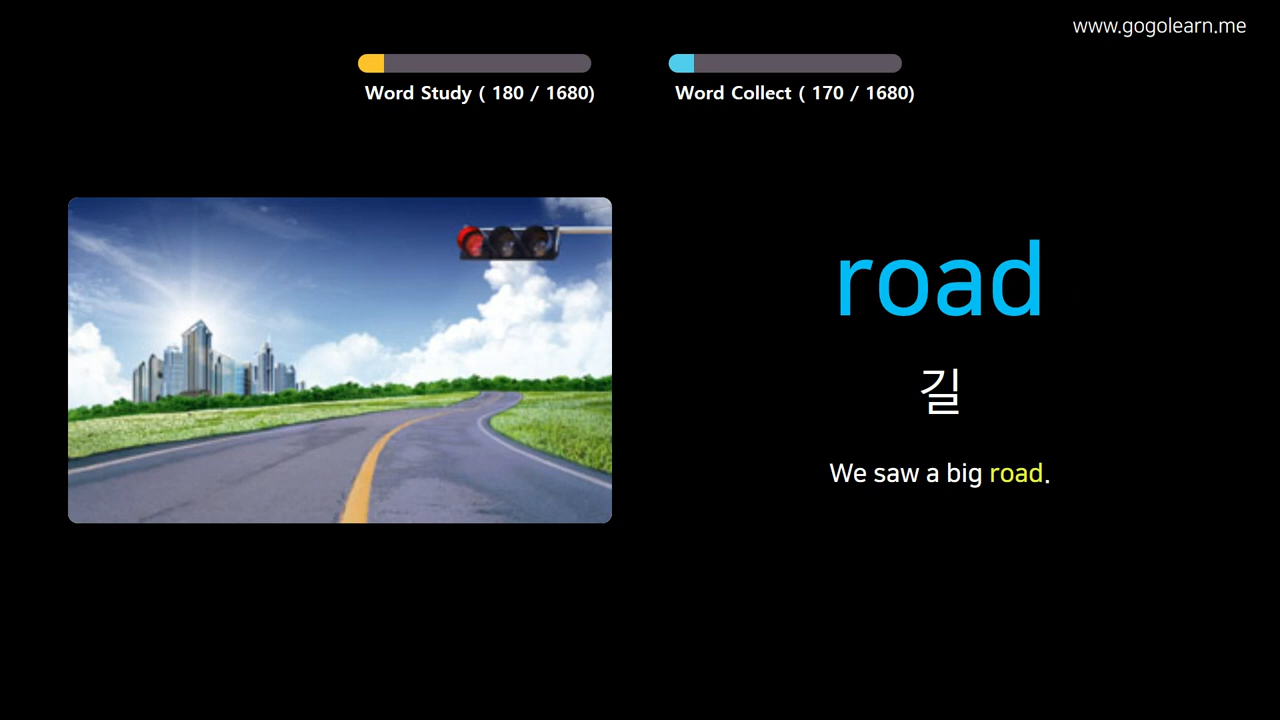 www.gogolearn.me
Word Study ( 180 / 1680)
Word Collect ( 170 / 1680)
road
길
We saw a big road.